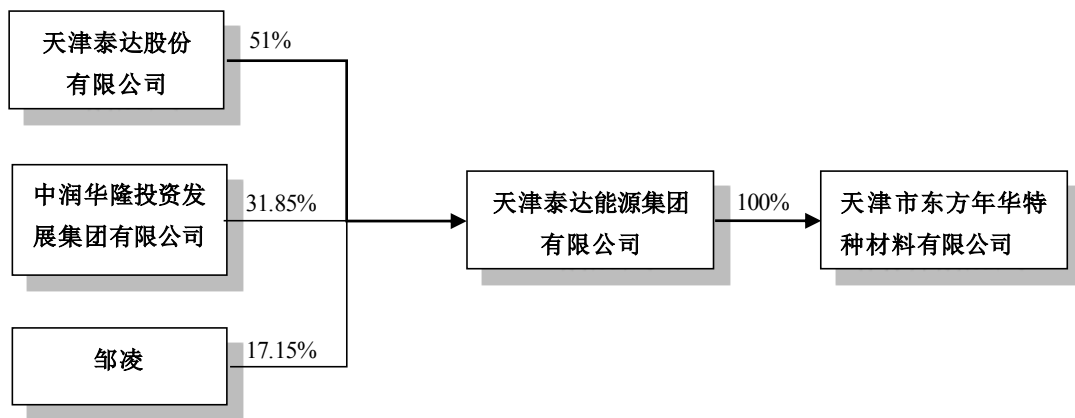 天津泰达股份
有限公司
51%
中润华隆投资发
展集团有限公司
31.85%
邹凌
17.15%
天津泰达能源集团
有限公司
100%
天津市东方年华特
种材料有限公司